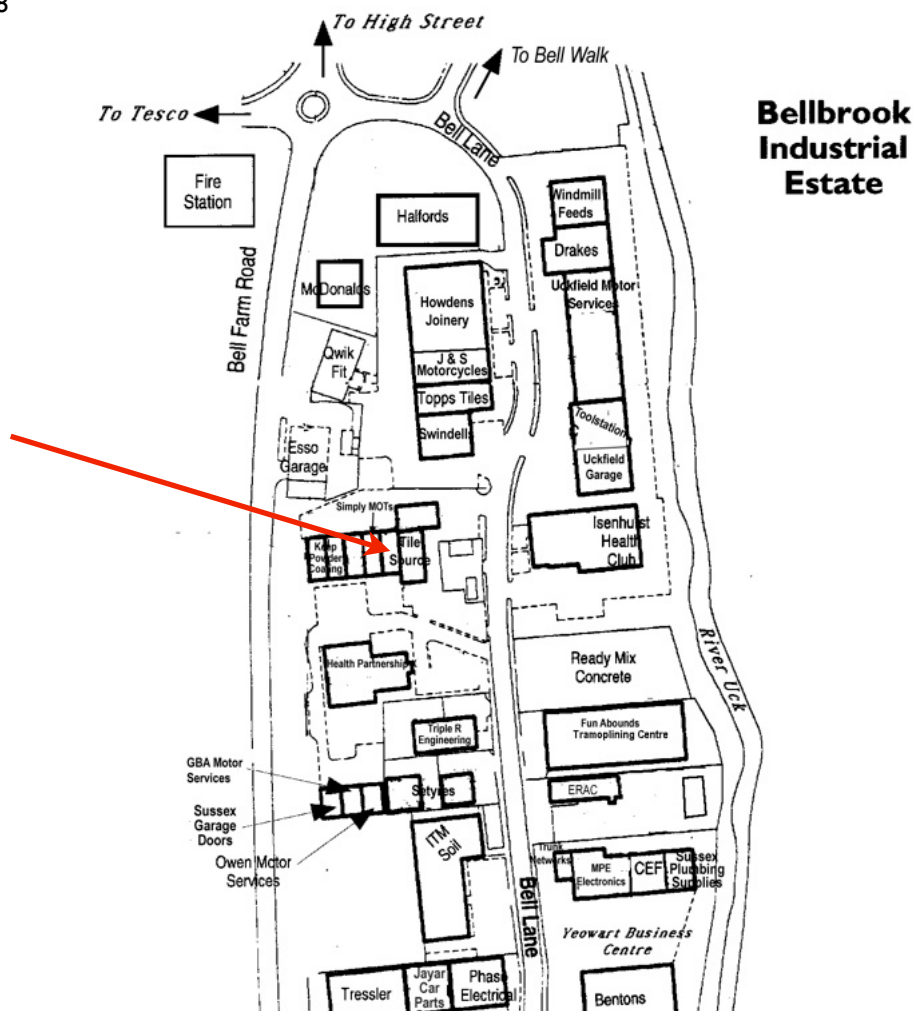 8
To High Street
To Bell Walk
To Tesco
Bell Lane
Bellbrook
Industrial
Estate
Fire
Station
Halfords
Windmill
Feeds
Drakes
Bell Farm Road
McDonalds
Uckfield Motor
Services
Howdens
Joinery
Qwik
Fit
J & S
Motorcycles
Topps Tiles
Swindells
Toolstation
Esso
Garage
Uckfield
Garage
Simply MOTs
Keep
Powder
Coating
Tile
Source
Isenhurst
Health
Club
River Uck
Health Partnership
Ready Mix
Concrete
Triple R
Engineering
Fun Abounds
Tramoplining Centre
GBA Motor
Services
Setyres
ERAC
Sussex
Garage
Doors
Owen Motor
Services
ITM
Soil
Trunk
Networks
MPE
Electronics
CEF
Sussex
Plumbing
Supplies
Bell Lane
Yeowart Business
Centre
Tressler
Jayar
Car
Parts
Phase
Electrical
Bentons